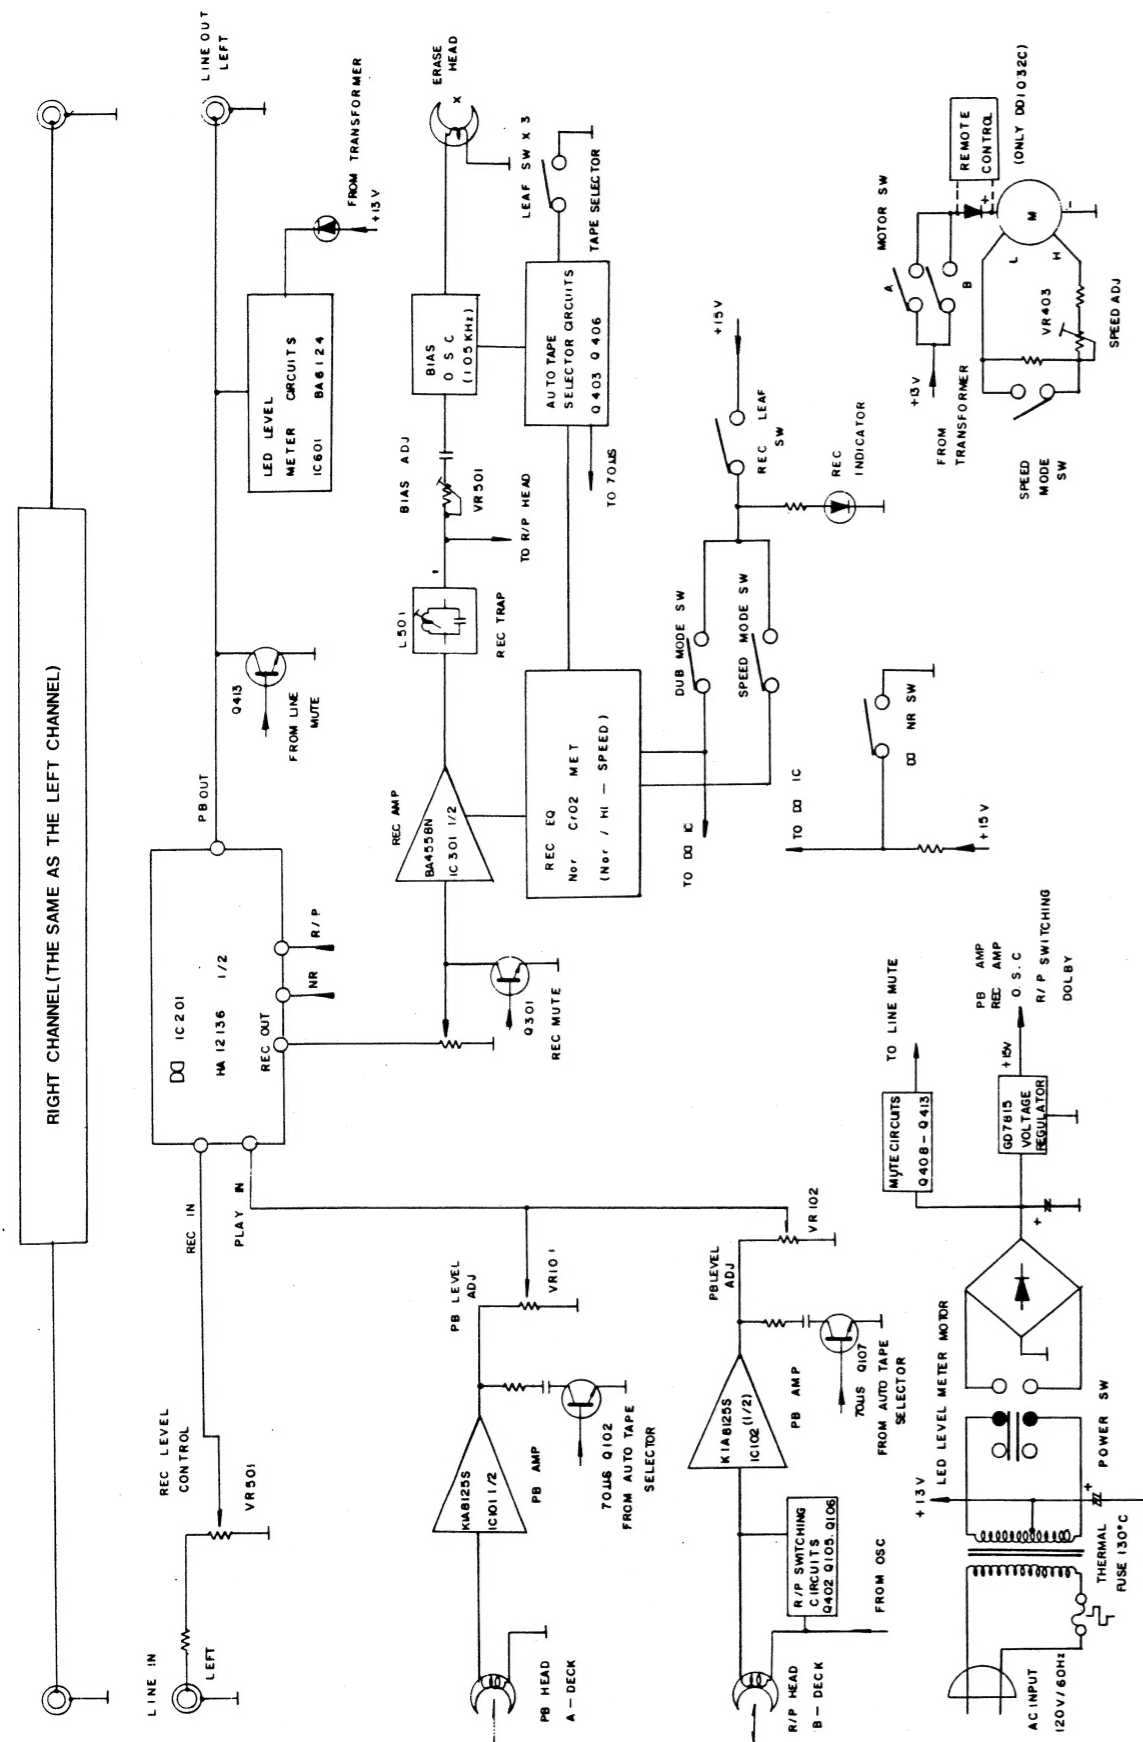 RIGHT CHANNEL(THE SAME AS THE LEFT CHANNEL)
LINE IN
LEFT
REC LEVEL
CONTROL
VR501
REC IN
PLAY IN
IC201
HA12136 1/2
REC OUT
NR
R/P
PB OUT
Q413
FROM LINE
MUTE
LED LEVEL
METER CIRCUITS
IC601 BA6124
FROM TRANSFORMER
+13V
LINE OUT
LEFT
PB HEAD
A-DECK
KIA8125S
IC101 1/2
PB AMP
70µS Q102
FROM AUTO TAPE
SELECTOR
PB LEVEL
ADJ
VR101
Q301
REC MUTE
REC AMP
BA4558N
IC301 1/2
L501
REC TRAP
TO R/P HEAD
BIAS ADJ
VR501
BIAS
OSC
(105KHz)
ERASE
HEAD
X
REC EQ
Nor CrO2 MET
(Nor / HI - SPEED)
AUTO TAPE
SELECTOR CIRCUITS
Q403 Q406
TO 70µS
LEAF SW X 3
TAPE SELECTOR
R/P HEAD
B-DECK
R/P SWITCHING
CIRCUITS
Q402 Q105. Q106
FROM OSC
KIA8125S
IC102 (1/2)
PB AMP
70µS Q107
FROM AUTO TAPE
SELECTOR
PB LEVEL
ADJ
VR102
TO IC
DUB MODE SW
SPEED MODE SW
REC LEAF
SW
+15V
REC
INDICATOR
TO IC
NR SW
+15V
AC INPUT
120V/60Hz
THERMAL
FUSE 130°C
+13V
LED LEVEL METER MOTOR
+
POWER SW
+
MUTE CIRCUITS
Q408-Q413
TO LINE MUTE
GD7815
VOLTAGE
REGULATOR
+15V
PB AMP
REC AMP
O.S.C
R/P SWITCHING
DOLBY
+13V
FROM
TRANSFORMER
MOTOR SW
A
B
REMOTE
CONTROL
(ONLY DD1032C)
+
M
-
L
H
VR403
SPEED ADJ
SPEED
MODE
SW